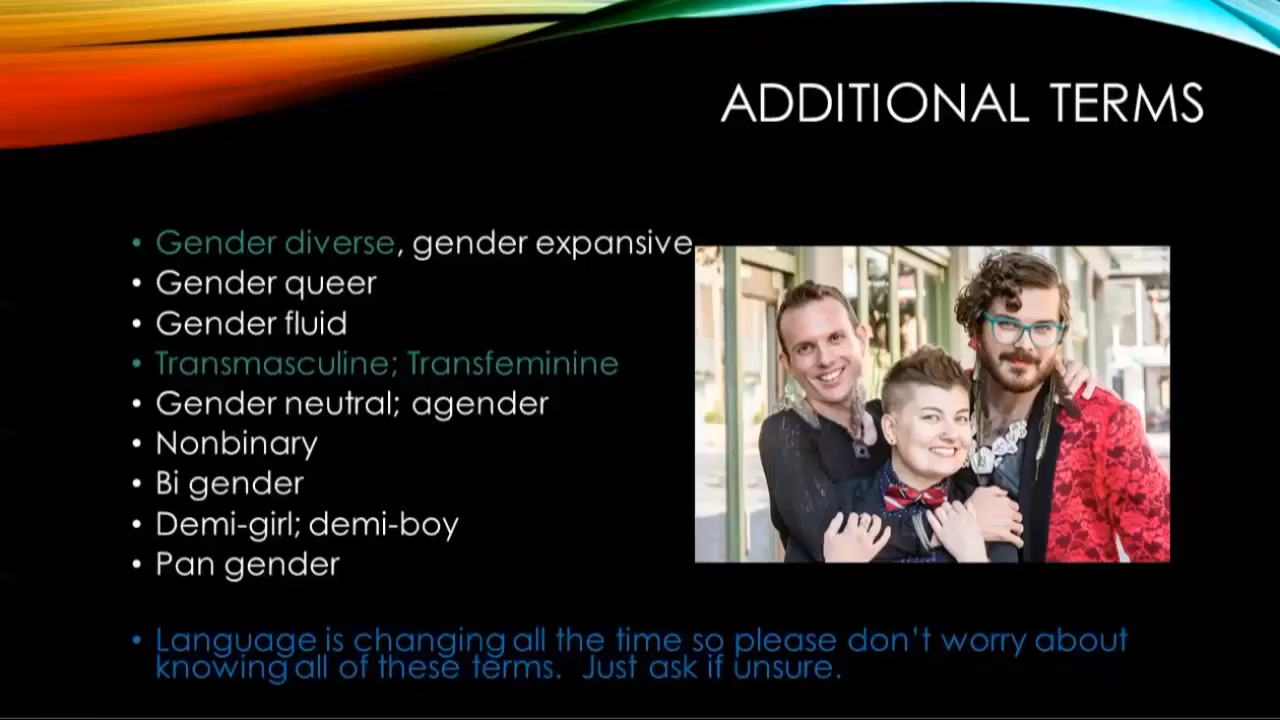 ADDITIONAL TERMS
• Gender diverse, gender expansive
• Gender queer
• Gender fluid
• Transmasculine; Transfeminine
• Gender neutral; agender
• Nonbinary
• Bi gender
• Demi-girl; demi-boy
• Pan gender
• Language is changing all the time so please don't worry about
knowing all of these terms.  Just ask if unsure.